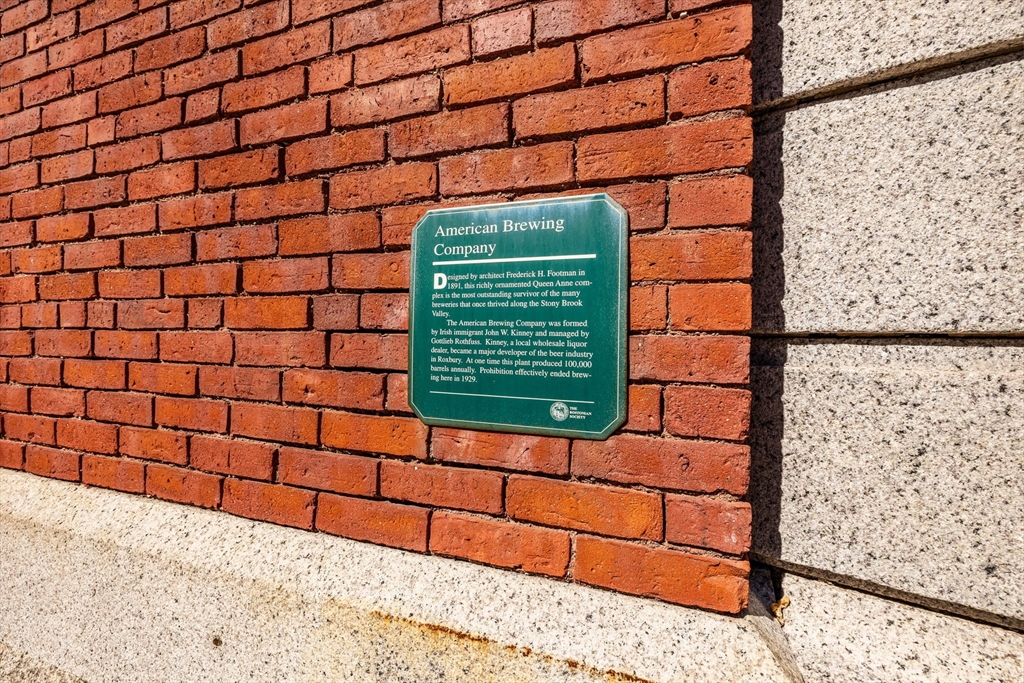 American Brewing
Company
Designed by architect Frederick H. Footman in
1891, this richly ornamented Queen Anne com-
plex is the most outstanding survivor of the many
breweries that once thrived along the Stony Brook
Valley.
The American Brewing Company was formed
by Irish immigrant John W. Kinney and managed by
Gottlieb Rothfuss. Kinney, a local wholesale liquor
dealer, became a major developer of the beer industry
in Roxbury. At one time this plant produced 100,000
barrels annually. Prohibition effectively ended brew-
ing here in 1929.
THE
BOSTONIAN
SOCIETY